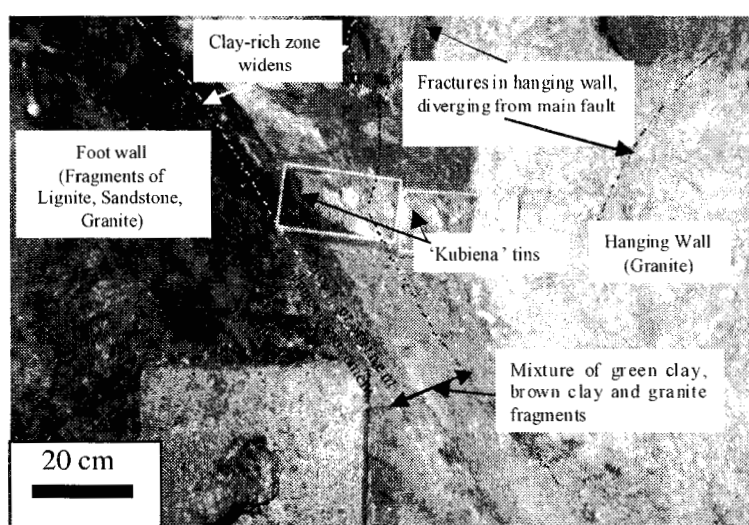 Clay-rich zone
widens
Fractures in hanging wall,
diverging from main fault
Foot wall
(Fragments of
Lignite, Sandstone,
Granite)
'Kubiena' tins
Hanging Wall
(Granite)
Mixture of green clay,
brown clay and granite
fragments
20 cm